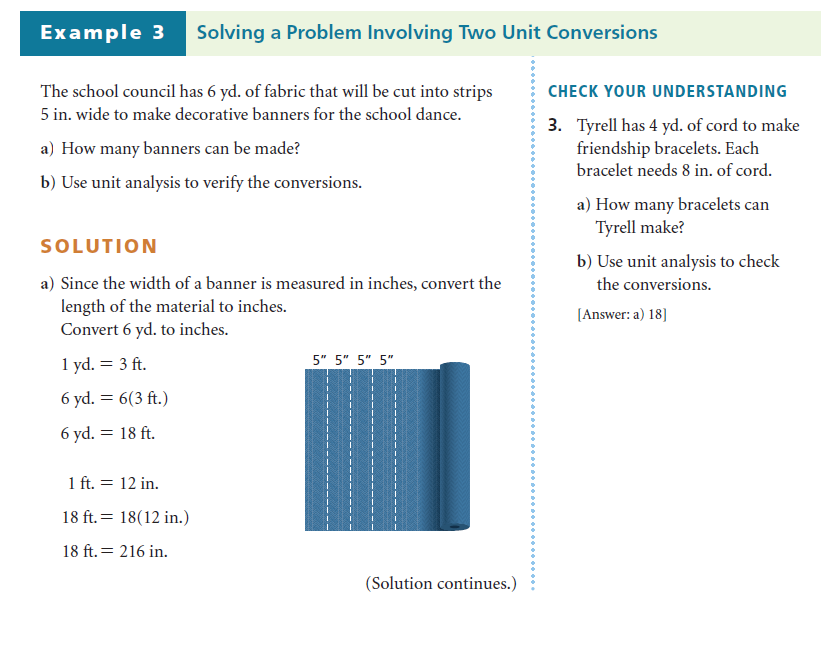 Example 3 Solving a Problem Involving Two Unit Conversions
The school council has 6 yd. of fabric that will be cut into strips
5 in. wide to make decorative banners for the school dance.
a) How many banners can be made?
b) Use unit analysis to verify the conversions.
SOLUTION
a) Since the width of a banner is measured in inches, convert the
length of the material to inches.
Convert 6 yd. to inches.
1 yd. = 3 ft.
6 yd. = 6(3 ft.)
6 yd. = 18 ft.
1 ft. = 12 in.
18 ft. = 18(12 in.)
18 ft. = 216 in.
5″ 5″ 5″ 5″
(Solution continues.)
CHECK YOUR UNDERSTANDING
3. Tyrell has 4 yd. of cord to make
friendship bracelets. Each
bracelet needs 8 in. of cord.
a) How many bracelets can
Tyrell make?
b) Use unit analysis to check
the conversions.
[Answer: a) 18]